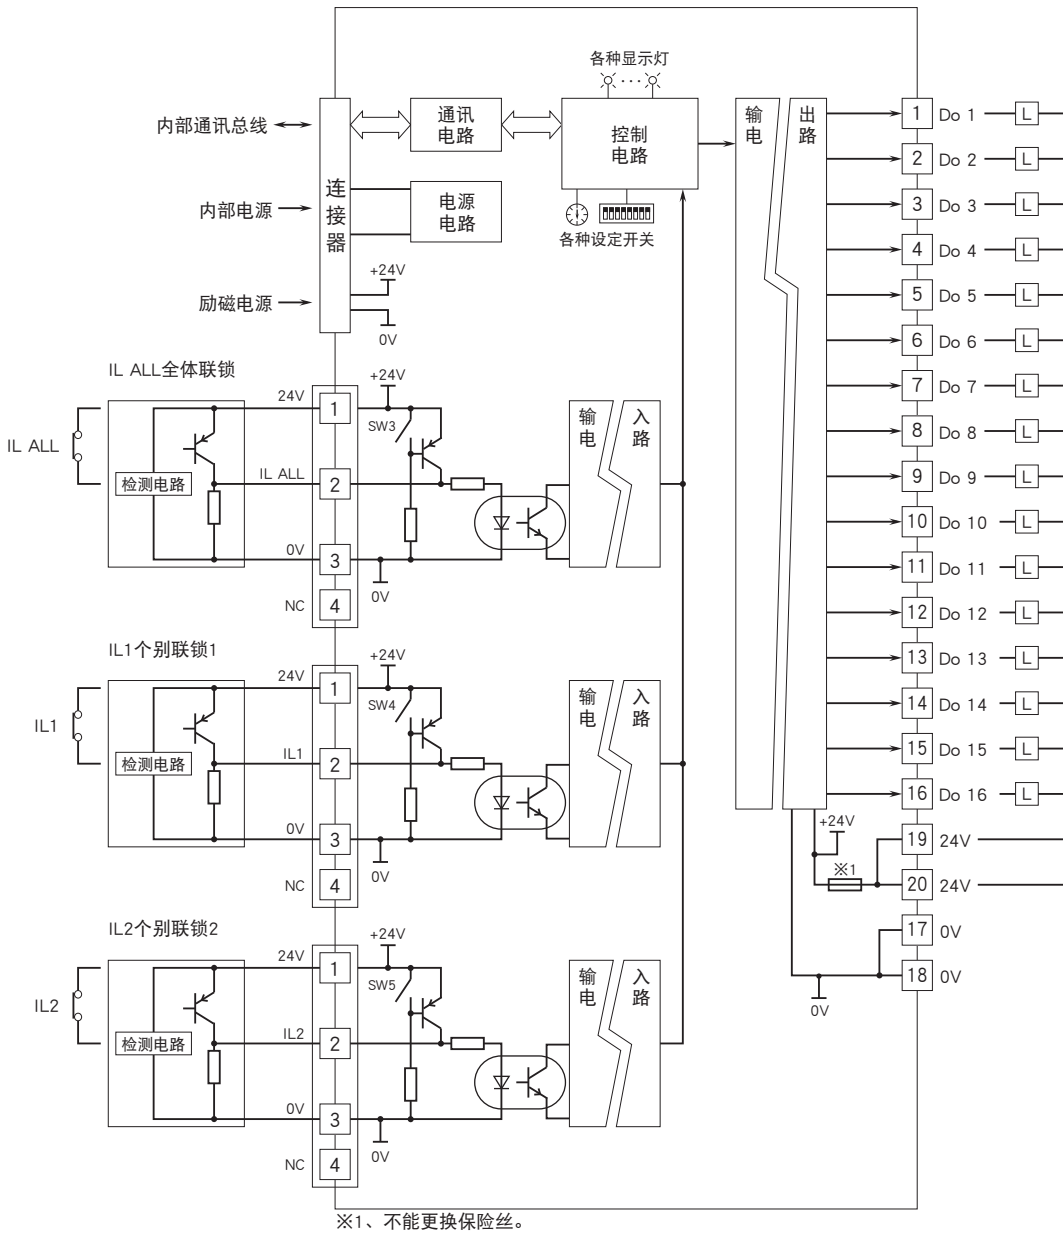 各种显示灯
内部通讯总线
内部电源
励磁电源
连接器
通讯电路
电源电路
控制电路
各种设定开关
+24V
0V
输电
出路
1 Do 1 L
2 Do 2 L
3 Do 3 L
4 Do 4 L
5 Do 5 L
6 Do 6 L
7 Do 7 L
8 Do 8 L
9 Do 9 L
10 Do 10 L
11 Do 11 L
12 Do 12 L
13 Do 13 L
14 Do 14 L
15 Do 15 L
16 Do 16 L
+24V
※1
19 24V
20 24V
17 0V
18 0V
0V
IL ALL全体联锁
IL ALL
检测电路
24V
1
IL ALL
2
0V
3
NC
4
+24V
SW3
0V
输电
入路
IL1个别联锁1
IL1
检测电路
24V
1
IL1
2
0V
3
NC
4
+24V
SW4
0V
输电
入路
IL2个别联锁2
IL2
检测电路
24V
1
IL2
2
0V
3
NC
4
+24V
SW5
0V
输电
入路
※1、不能更换保险丝。